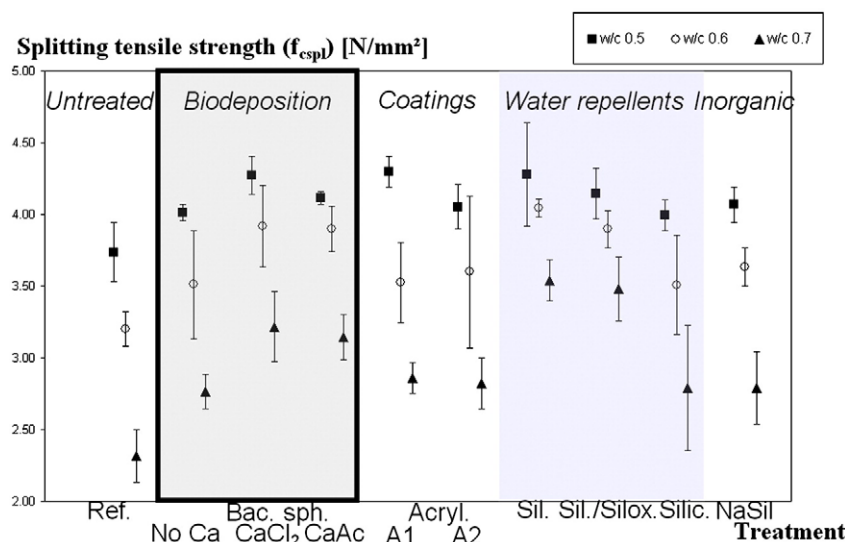 Splitting tensile strength (fcspl) [N/mm²]
■ w/c 0.5 ○ w/c 0.6 ▲ w/c 0.7
5.00
Untreated Biodeposition Coatings Water repellents Inorganic
4.50
4.00
3.50
3.00
2.50
2.00
Ref. Bac. sph. Acryl. Sil. Sil./Silox. Silic. NaSil
No Ca CaCl₂ CaAc A1 A2 Treatment